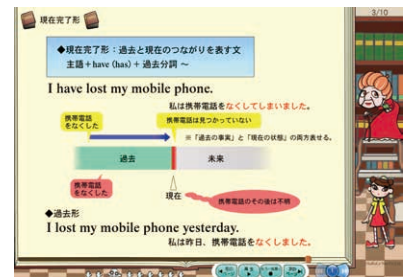 現在完了形
3/10
◆現在完了形：過去と現在のつながりを表す文
主語＋have (has)＋過去分詞 ～
I have lost my mobile phone.
私は携帯電話をなくしてしまいました。
携帯電話
をなくした
携帯電話は見つかっていない
※「過去の事実」と「現在の状態」の両方表せる。
過去
未来
携帯電話
をなくした
現在
携帯電話のその後は不明
◆過去形
I lost my mobile phone yesterday.
私は昨日、携帯電話をなくしました。